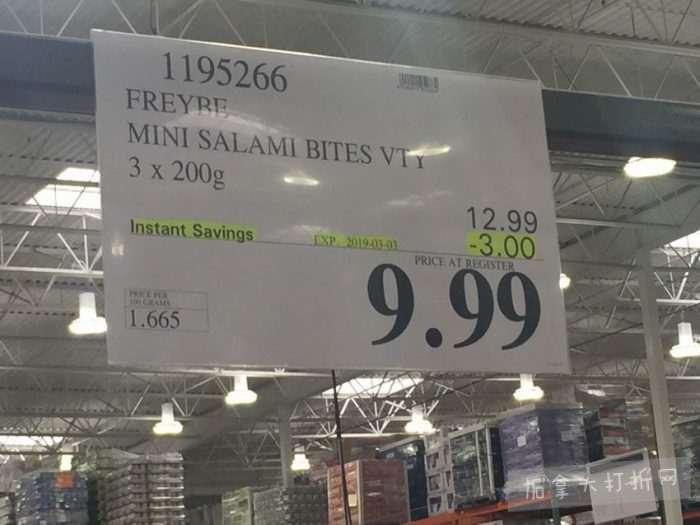 1195266
FREYBE
MINI SALAMI BITES VTY
3 x 200g
12.99
Instant Savings EXP. 2019-03-03 -3.00
PRICE AT REGISTER
9.99
PRICE PER
100 GRAMS
1.665
加拿大打折网